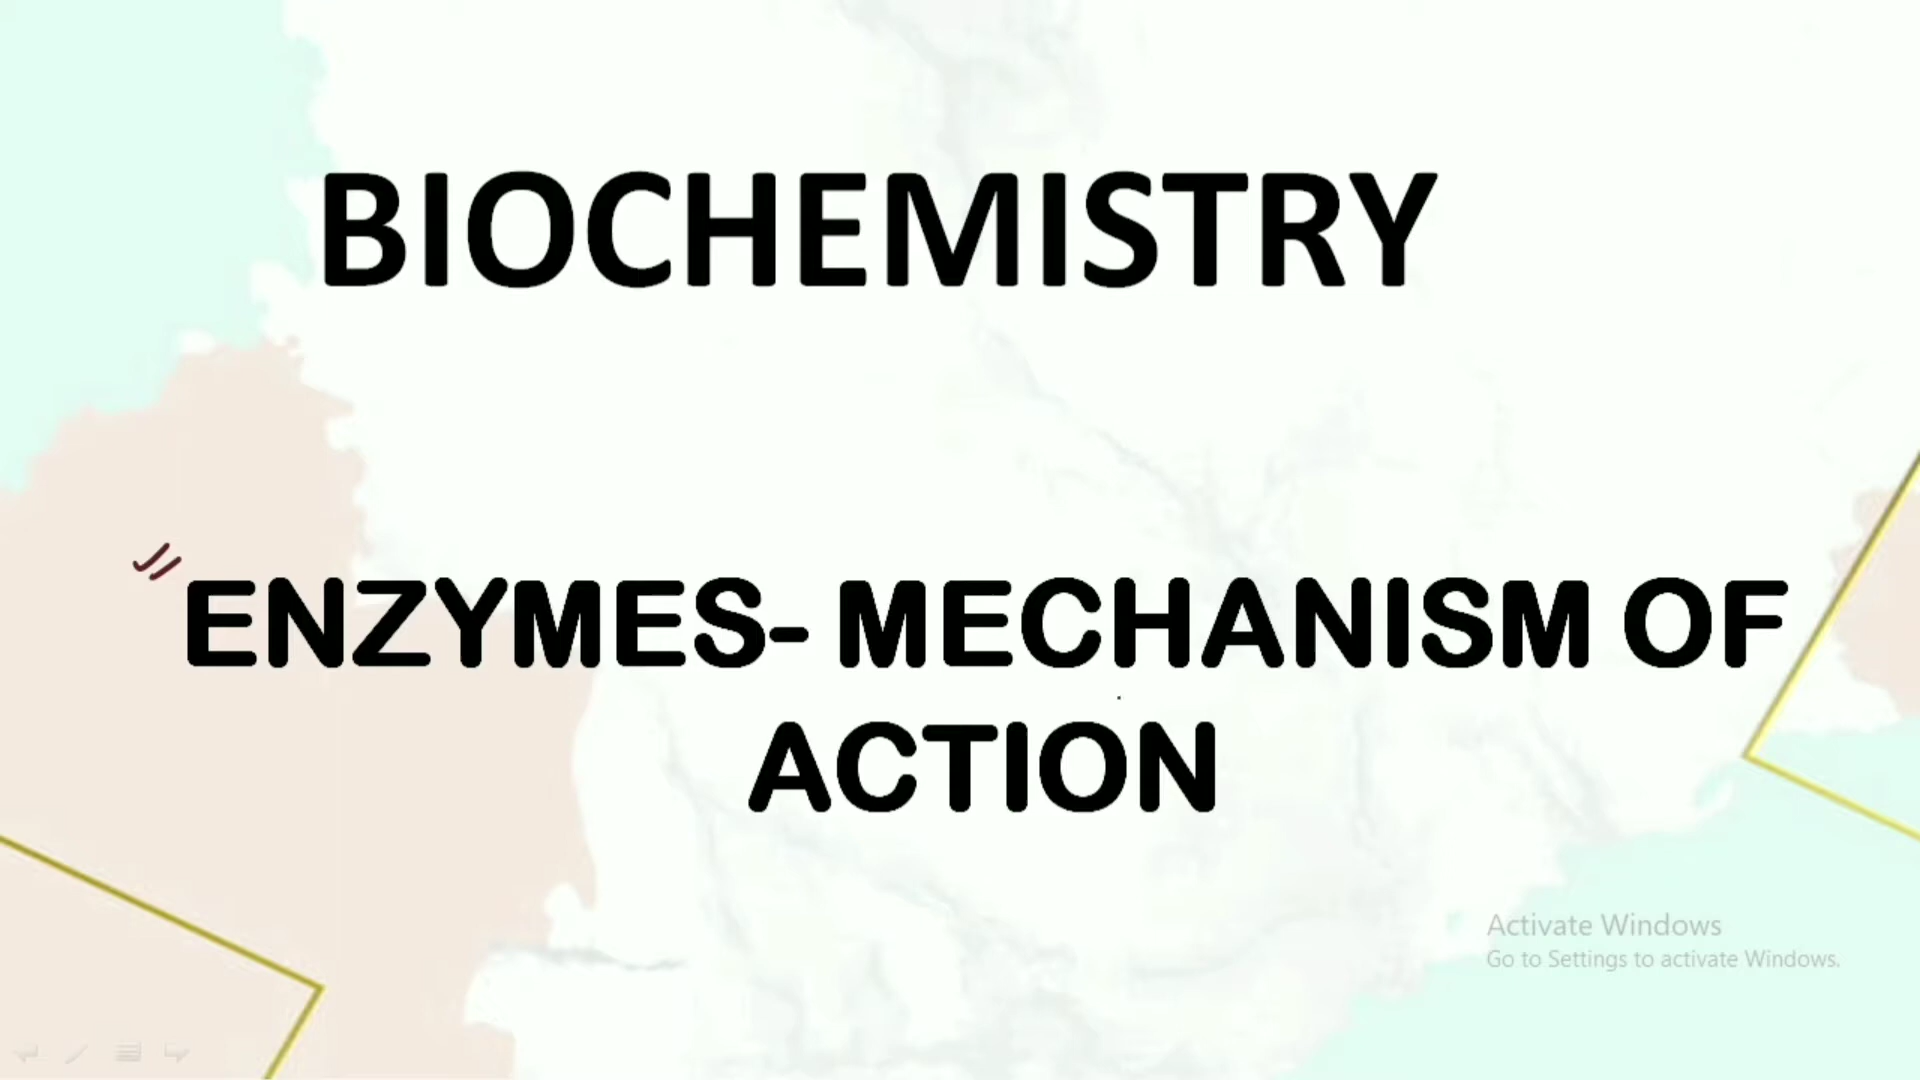 BIOCHEMISTRY
ENZYMES- MECHANISM OF
ACTION
Activate Windows
Go to Settings to activate Windows.